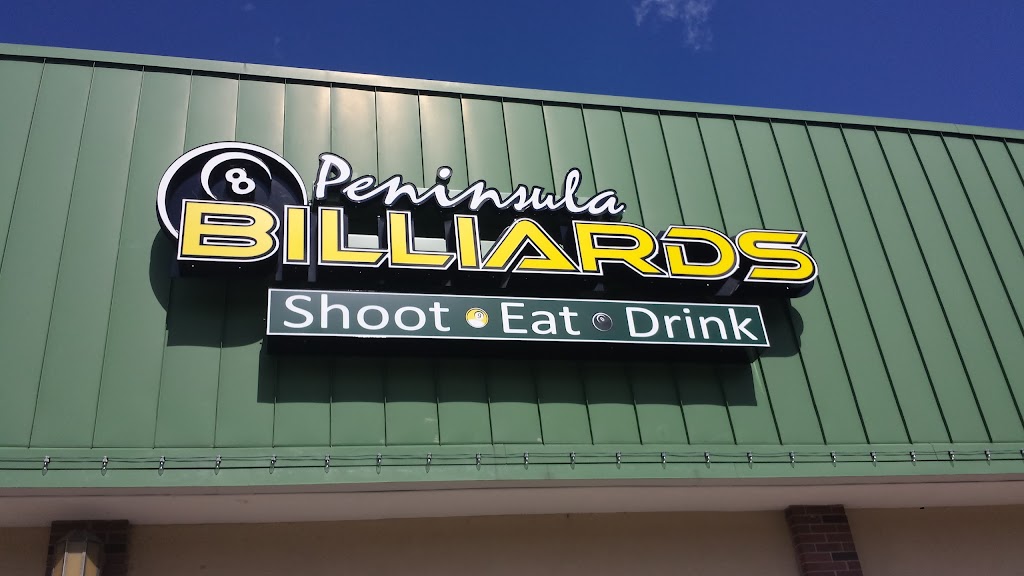 8
Peninsula
BILLIARDS
Shoot Eat Drink